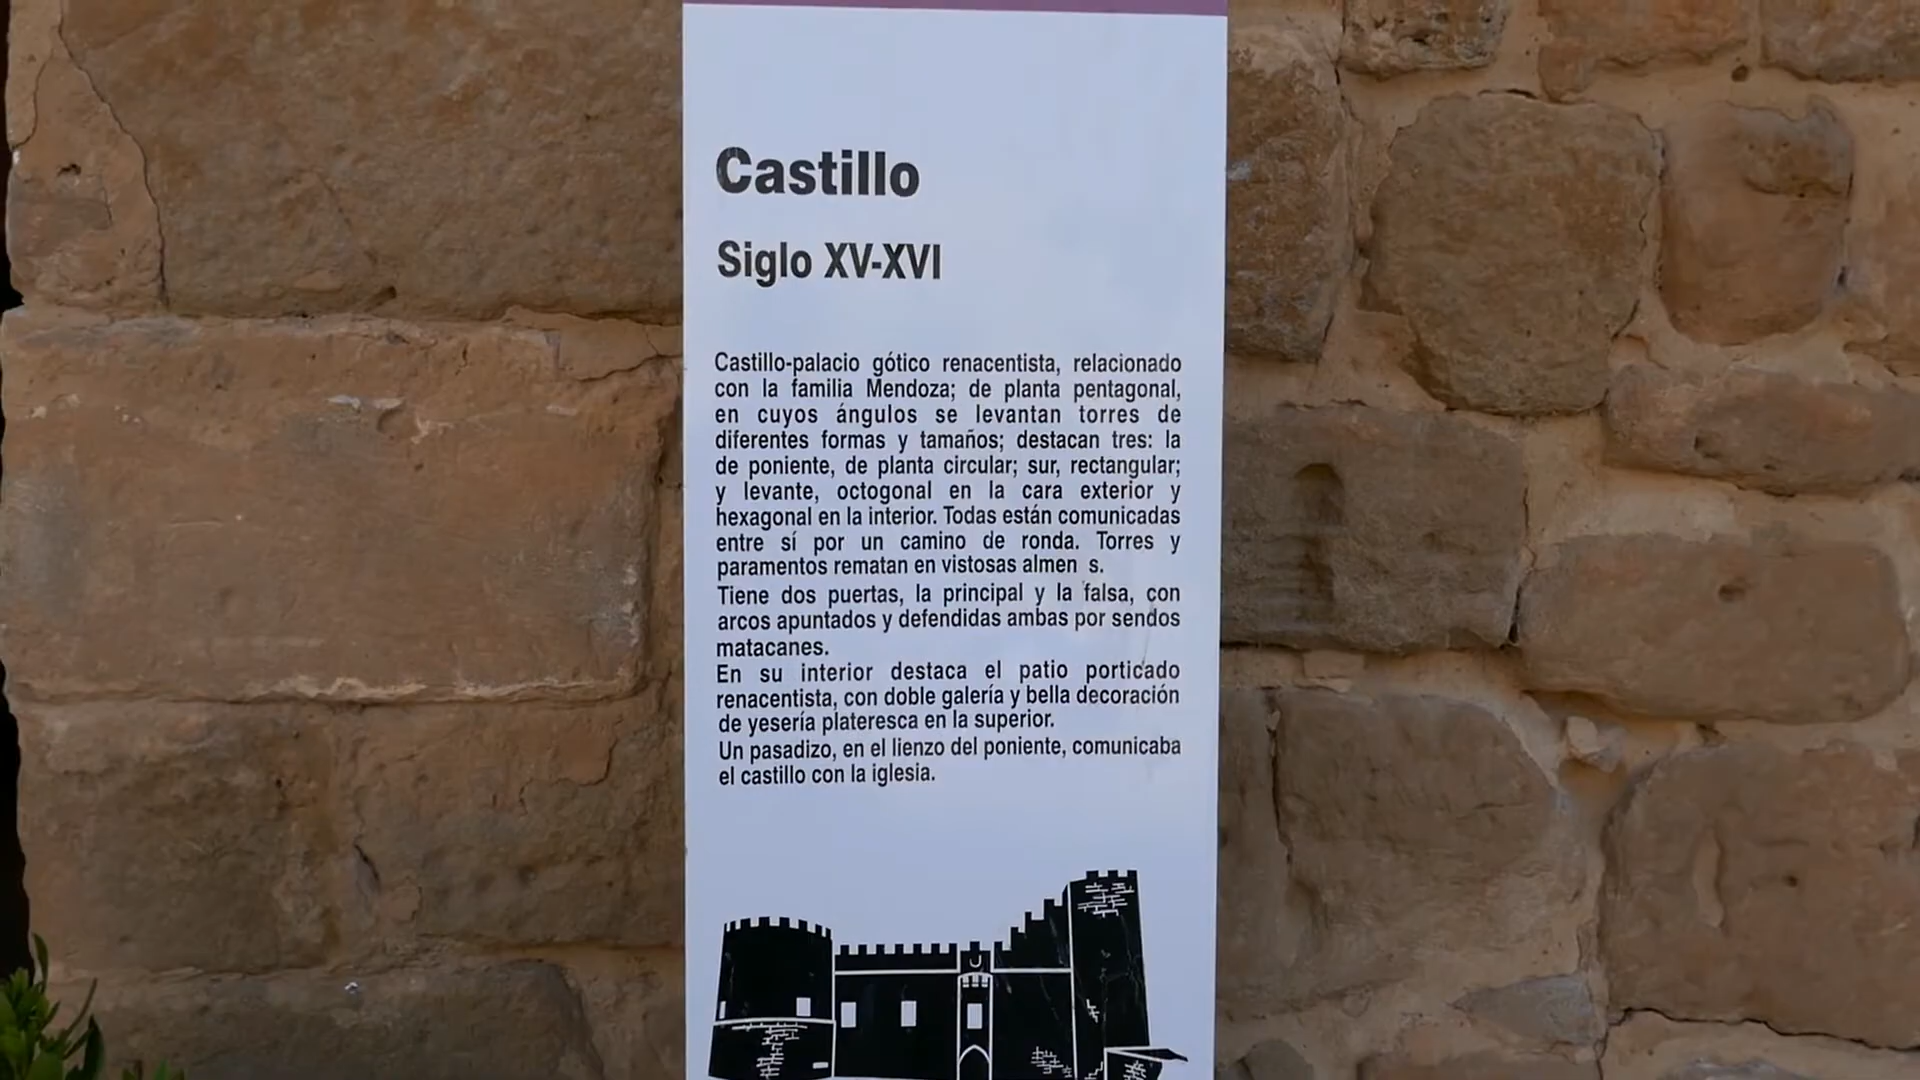 Castillo
Siglo XV-XVI
Castillo-palacio gótico renacentista, relacionado
con la familia Mendoza; de planta pentagonal,
en cuyos ángulos se levantan torres de
diferentes formas y tamaños; destacan tres: la
de poniente, de planta circular; sur, rectangular;
y levante, octogonal en la cara exterior y
hexagonal en la interior. Todas están comunicadas
entre sí por un camino de ronda. Torres y
paramentos rematan en vistosas almen s.
Tiene dos puertas, la principal y la falsa, con
arcos apuntados y defendidas ambas por sendos
matacanes.
En su interior destaca el patio porticado
renacentista, con doble galería y bella decoración
de yesería plateresca en la superior.
Un pasadizo, en el lienzo del poniente, comunicaba
el castillo con la iglesia.